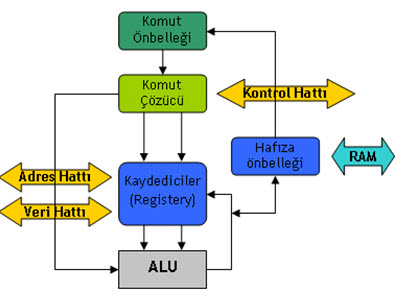 Komut
Önbelleği
Komut
Çözücü
Kontrol Hattı
Hafıza
önbelleği
RAM
Adres Hattı
Kaydediciler
(Registery)
Veri Hattı
ALU